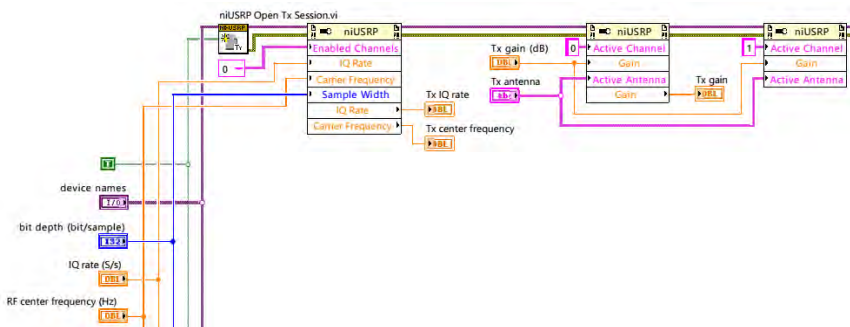 niUSRP Open Tx Session.vi
NI-USRP
Tx
niUSRP
Enabled Channels
0
IQ Rate
Carrier Frequency
Sample Width
IQ Rate
Carrier Frequency
Tx IQ rate
DBL
Tx center frequency
DBL
Tx gain (dB)
DBL
Tx antenna
abc
0
niUSRP
Active Channel
Gain
Active Antenna
Gain
Tx gain
DBL
1
niUSRP
Active Channel
Gain
Active Antenna
T
device names
I/O
bit depth (bit/sample)
I32
IQ rate (S/s)
DBL
RF center frequency (Hz)
DBL